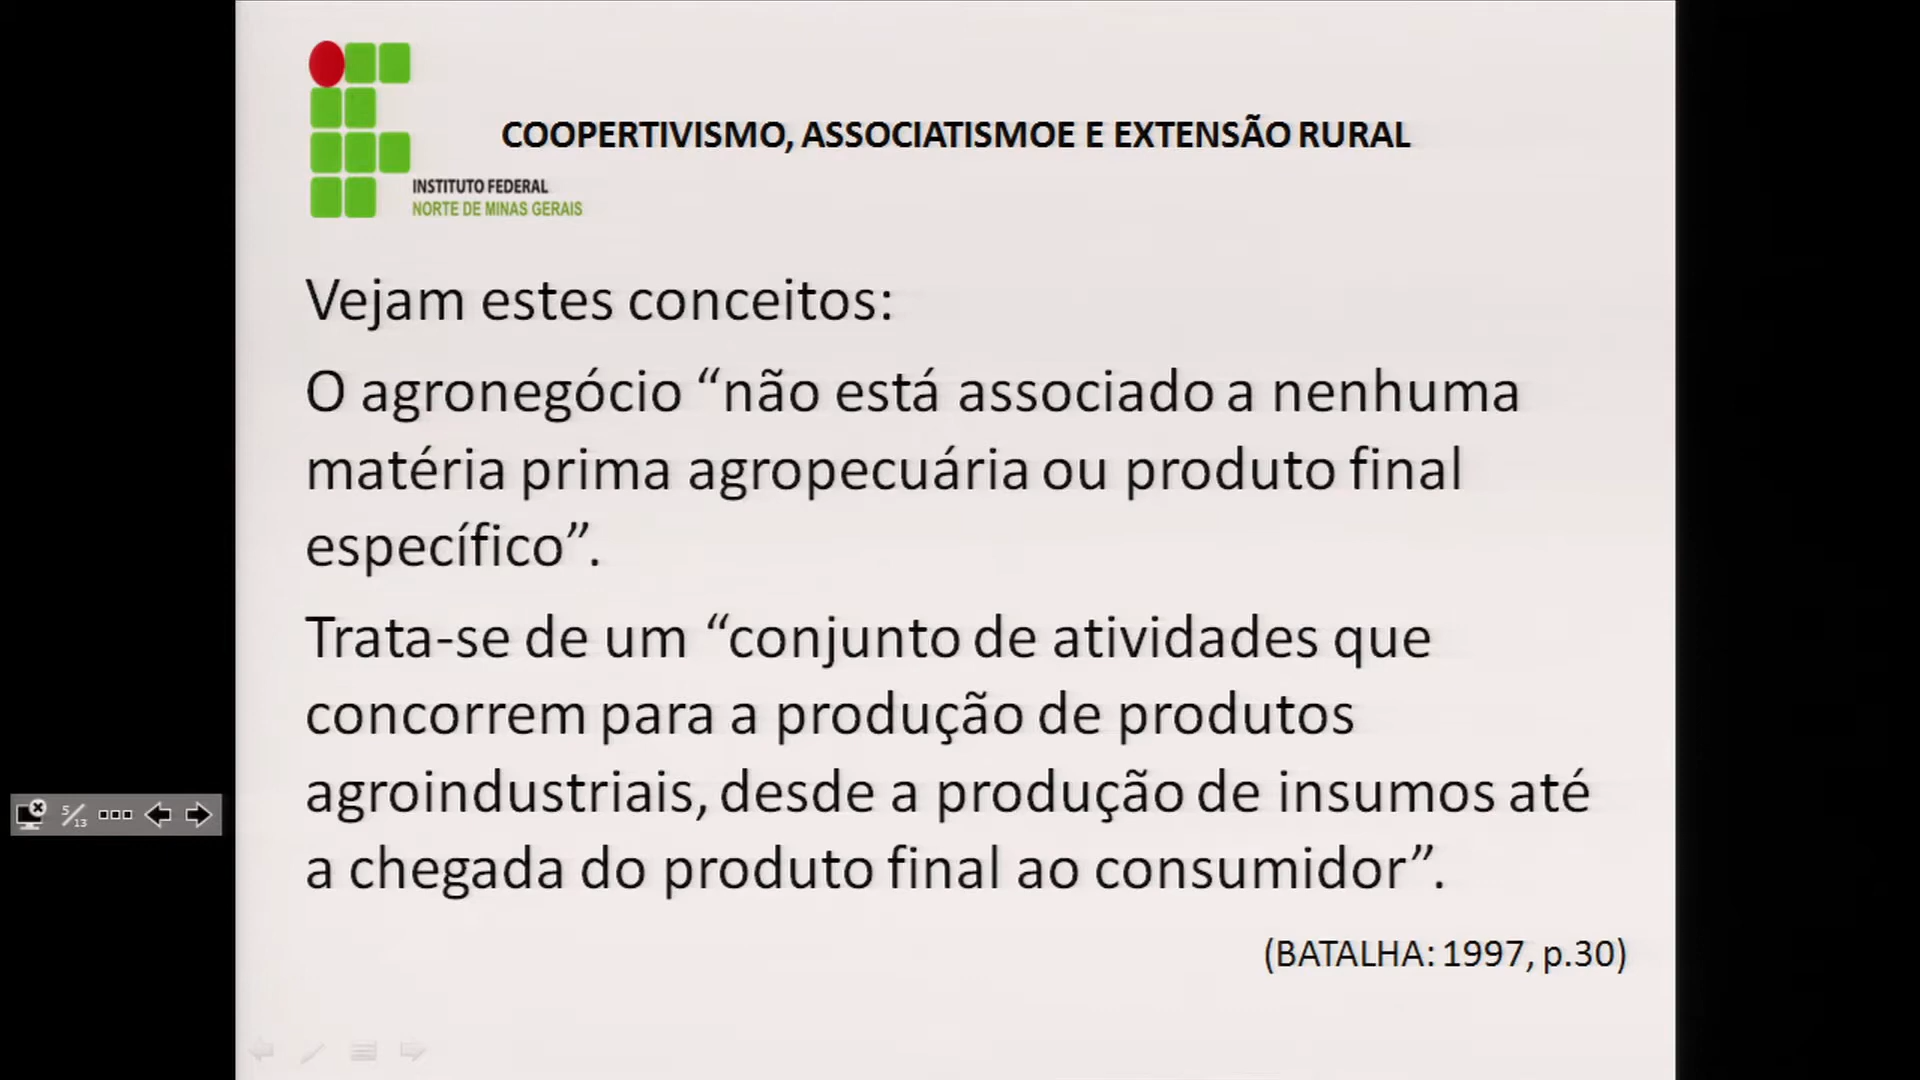 COOPERTIVISMO, ASSOCIATISMOE E EXTENSÃO RURAL
INSTITUTO FEDERAL
NORTE DE MINAS GERAIS
Vejam estes conceitos:
O agronegócio “não está associado a nenhuma
matéria prima agropecuária ou produto final
específico”.
Trata-se de um “conjunto de atividades que
concorrem para a produção de produtos
agroindustriais, desde a produção de insumos até
a chegada do produto final ao consumidor”.
(BATALHA: 1997, p.30)
5/13